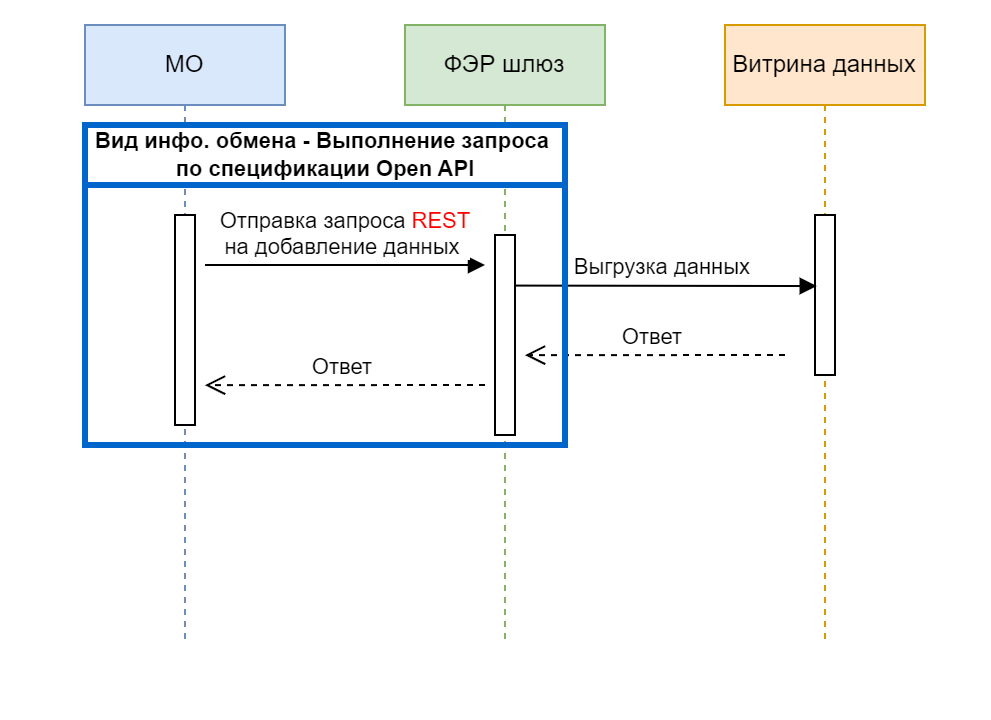 МО
ФЭР шлюз
Витрина данных
Вид инфо. обмена - Выполнение запроса
по спецификации Open API
Отправка запроса REST
на добавление данных
Выгрузка данных
Ответ
Ответ